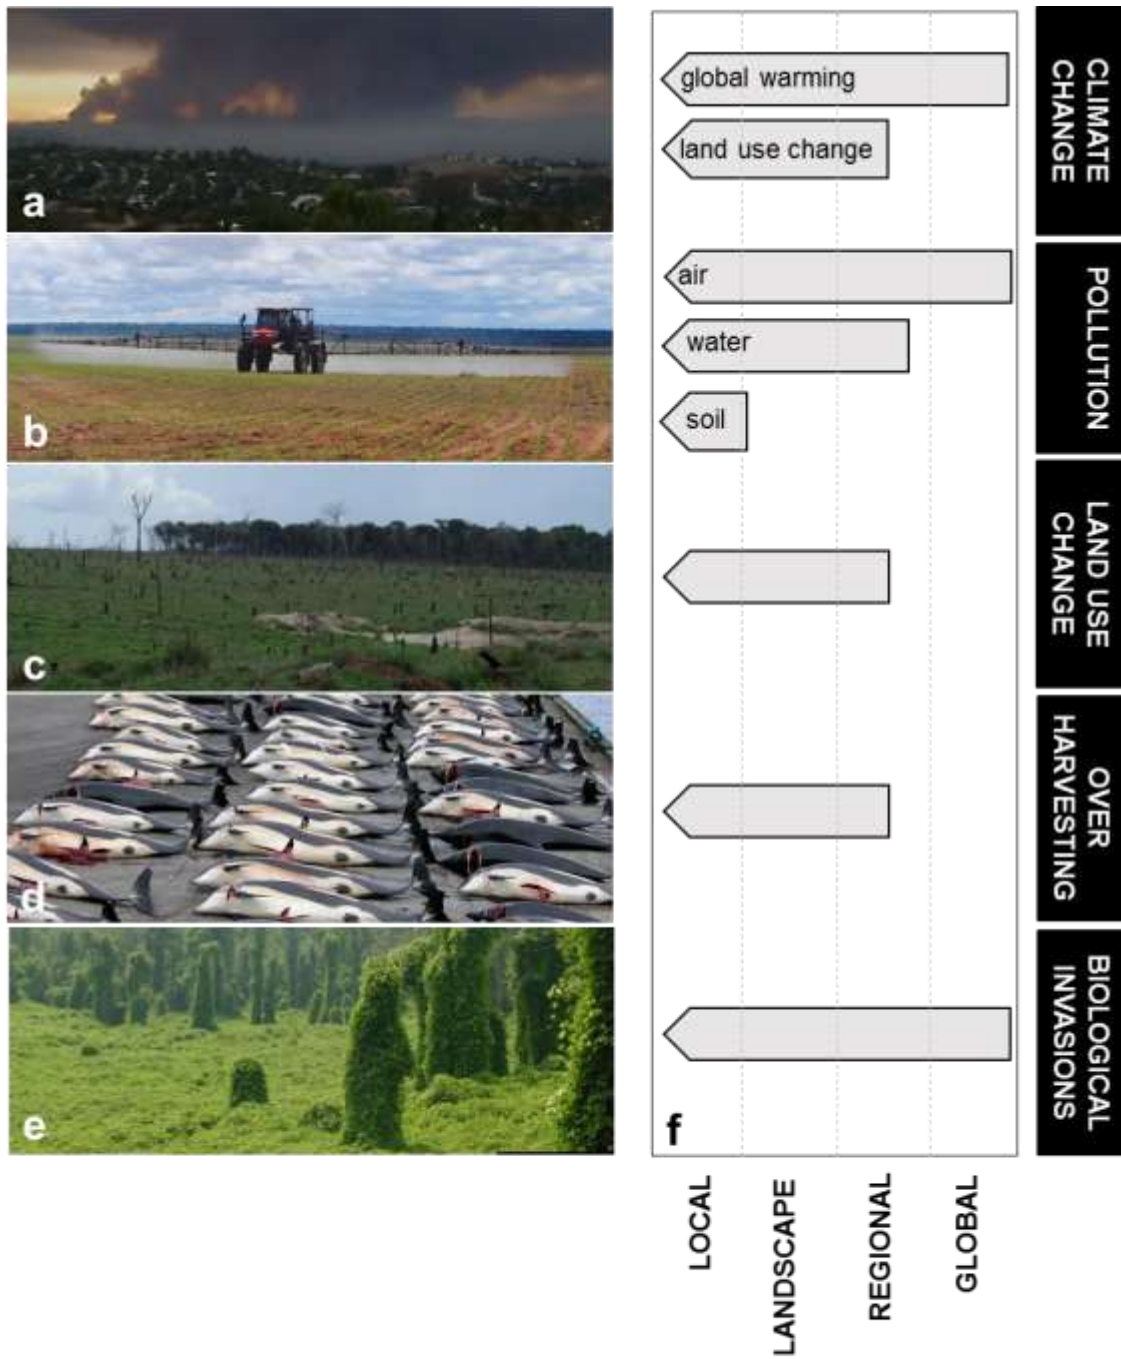 a
b
c
d
e
f
global warming
land use change
air
water
soil
CLIMATE
CHANGE
POLLUTION
LAND USE
CHANGE
OVER
HARVESTING
BIOLOGICAL
INVASIONS
LOCAL
LANDSCAPE
REGIONAL
GLOBAL